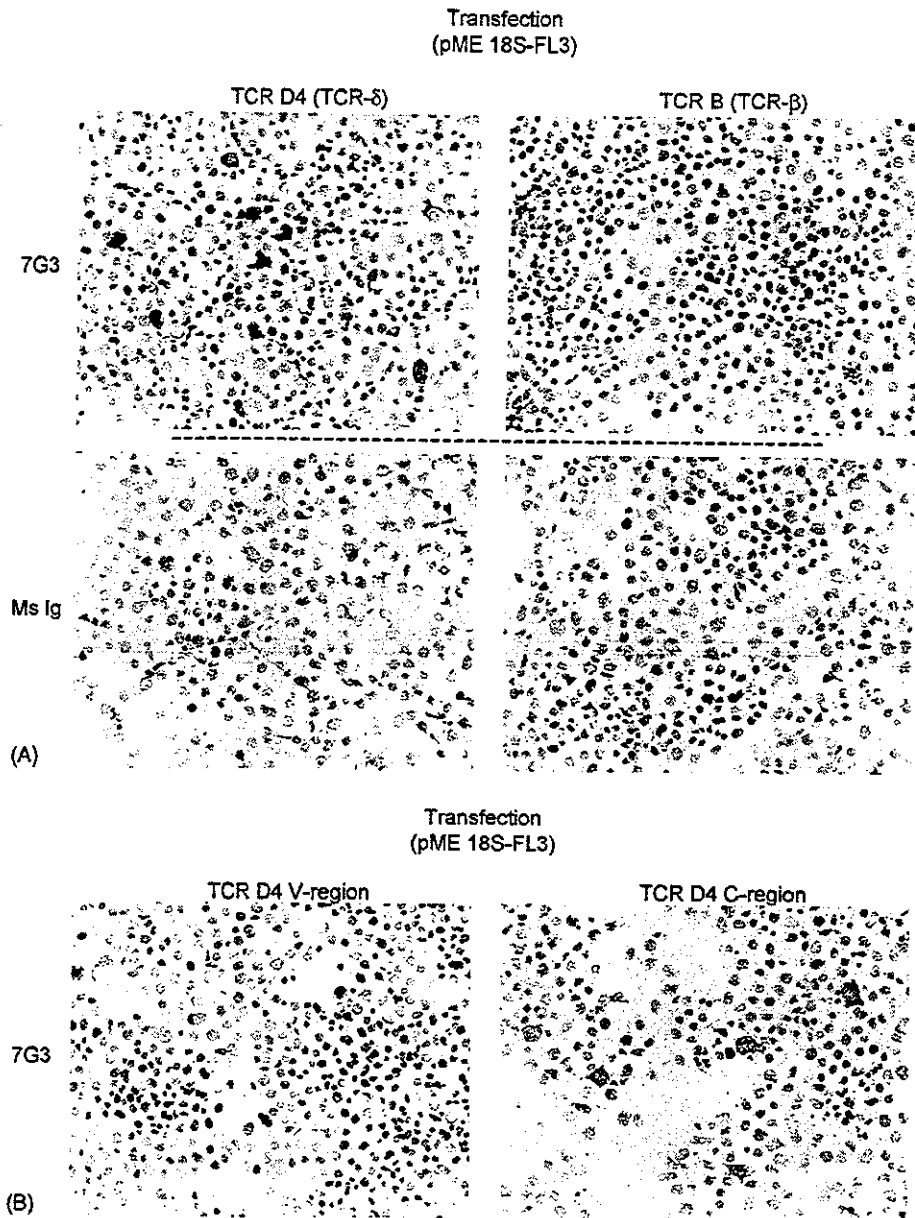 Transfection
(pME 18S-FL3)
TCR D4 (TCR-δ)
TCR B (TCR-β)
7G3
Ms Ig
(A)
Transfection
(pME 18S-FL3)
TCR D4 V-region
TCR D4 C-region
7G3
(B)